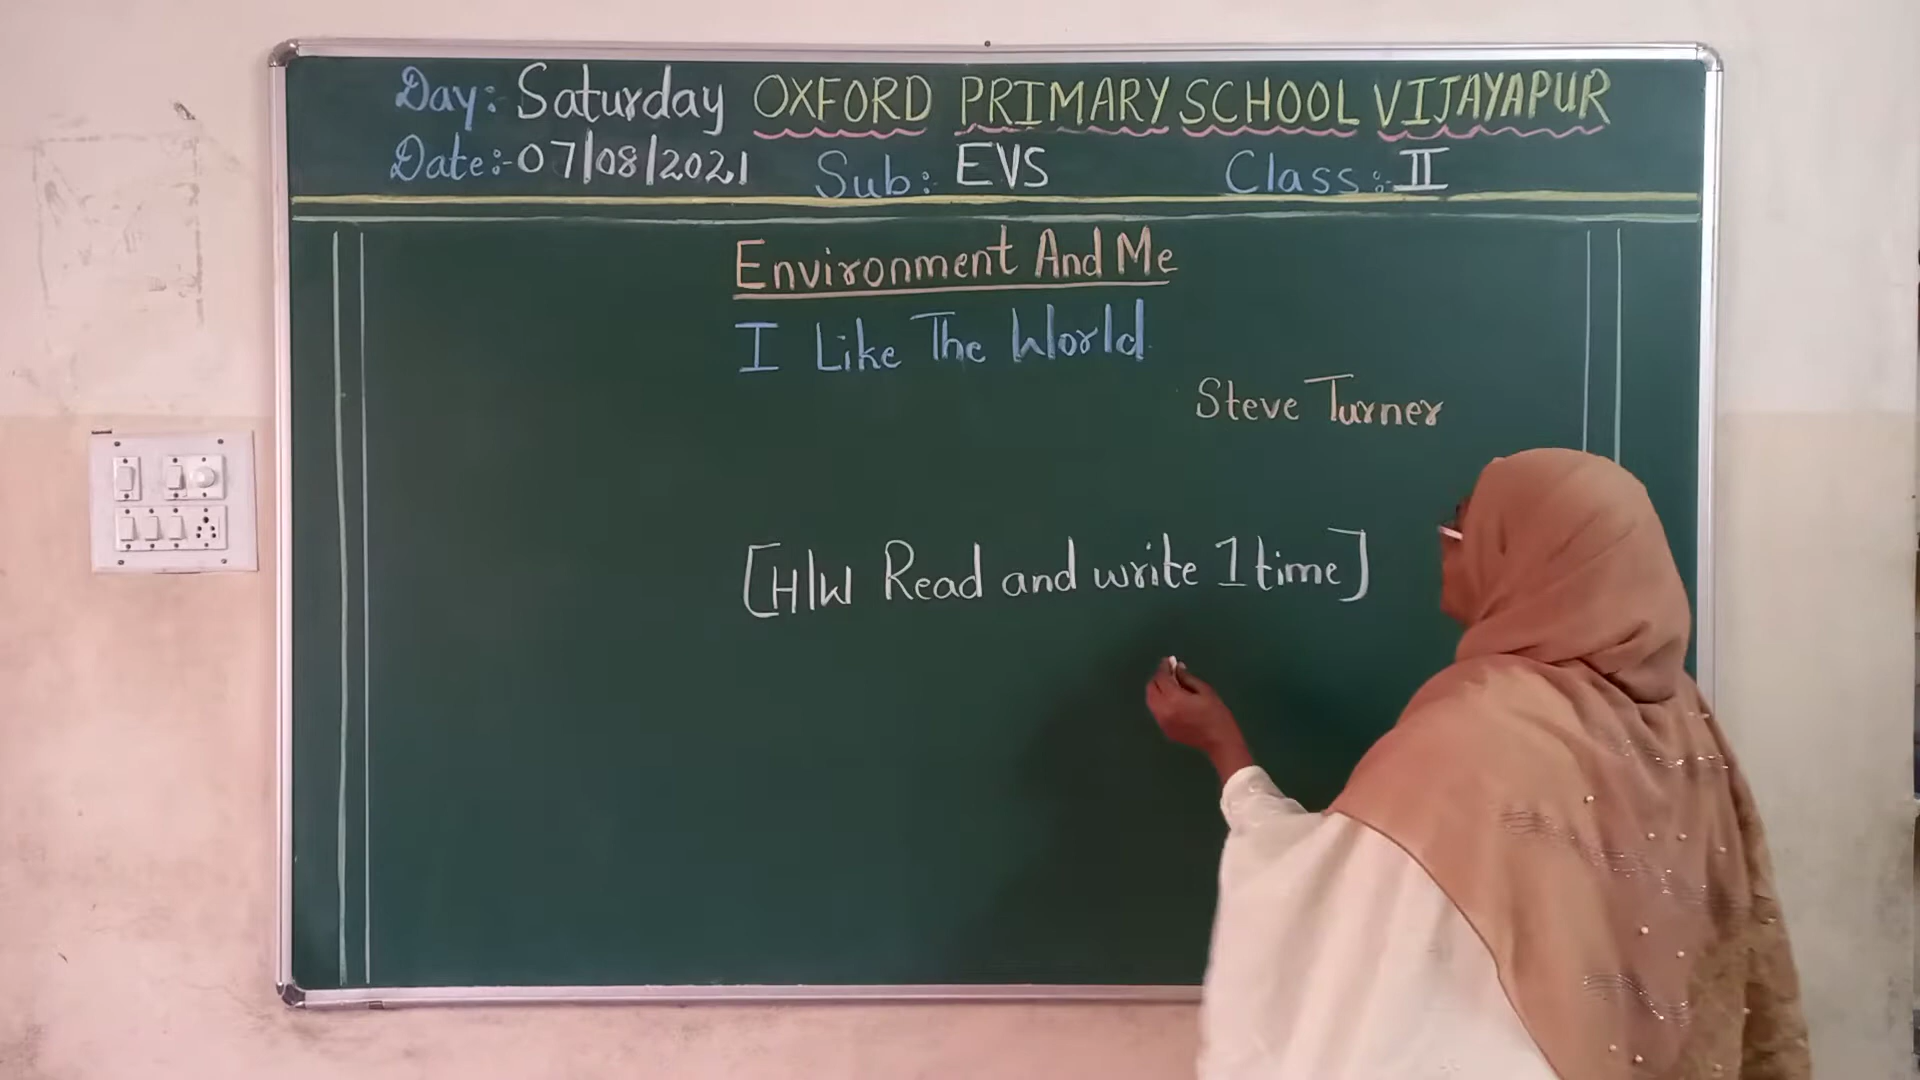 Day:- Saturday OXFORD PRIMARY SCHOOL VIJAYAPUR
Date:- 07/08/2021 Sub:- EVS Class:- II
Environment And Me
I Like The World
Steve Turner
[H/W Read and write 1 time]